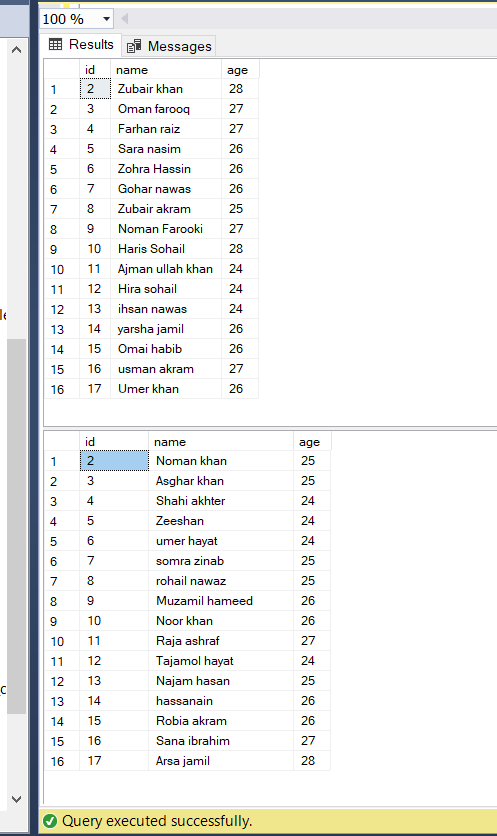 100 %
Results Messages
id name age
1 2 Zubair khan 28
2 3 Oman farooq 27
3 4 Farhan raiz 27
4 5 Sara nasim 26
5 6 Zohra Hassin 26
6 7 Gohar nawas 26
7 8 Zubair akram 25
8 9 Noman Farooki 27
9 10 Haris Sohail 28
10 11 Ajman ullah khan 24
11 12 Hira sohail 24
12 13 ihsan nawas 24
13 14 yarsha jamil 26
14 15 Omai habib 26
15 16 usman akram 27
16 17 Umer khan 26
id name age
1 2 Noman khan 25
2 3 Asghar khan 25
3 4 Shahi akhter 24
4 5 Zeeshan 24
5 6 umer hayat 24
6 7 somra zinab 25
7 8 rohail nawaz 25
8 9 Muzamil hameed 26
9 10 Noor khan 26
10 11 Raja ashraf 27
11 12 Tajamol hayat 24
12 13 Najam hasan 25
13 14 hassanain 26
14 15 Robia akram 26
15 16 Sana ibrahim 27
16 17 Arsa jamil 28
Query executed successfully.